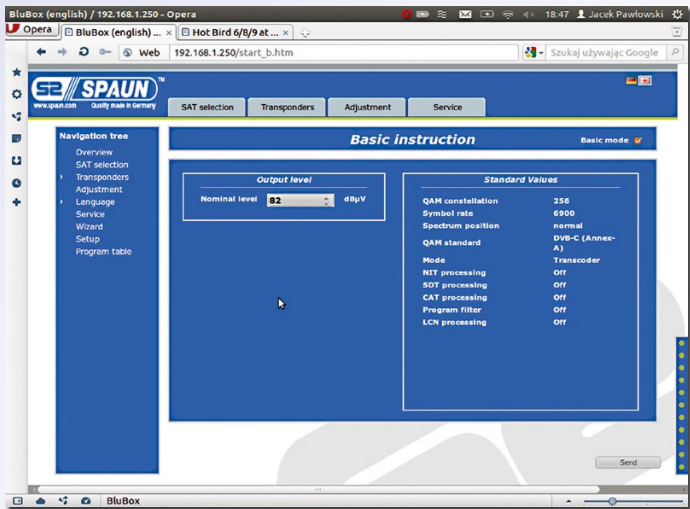 BluBox (english) / 192.168.1.250 - Opera
18:47 Jacek Pawłowski
Opera
BluBox (english) ... ×
Hot Bird 6/8/9 at ... ×
Web 192.168.1.250/start_b.htm
Szukaj używając Google
S2 SPAUN™
www.spaun.com Quality made in Germany
SAT selection
Transponders
Adjustment
Service
Navigation tree
Overview
SAT selection
Transponders
Adjustment
Language
Service
Wizard
Setup
Program table
Basic instruction
Basic mode
Output level
Nominal level 82 dBµV
Standard Values
QAM constellation 256
Symbol rate 6900
Spectrum position normal
QAM standard DVB-C (Annex-
A)
Mode Transcoder
NIT processing Off
SDT processing Off
CAT processing Off
Program filter Off
LCN processing Off
Send
BluBox